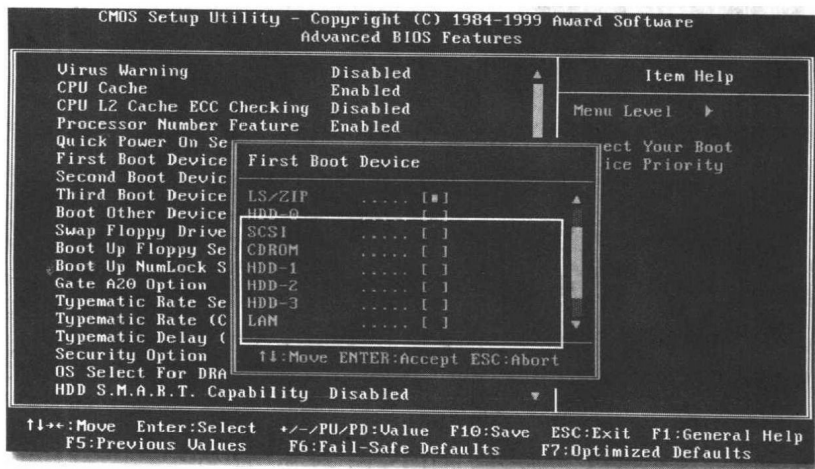 CMOS Setup Utility - Copyright (C) 1984-1999 Award Software
Advanced BIOS Features
Virus Warning Disabled
CPU Cache Enabled
CPU L2 Cache ECC Checking Disabled
Processor Number Feature Enabled
Quick Power On Se
First Boot Device
Second Boot Devic
Third Boot Device
Boot Other Device
Swap Floppy Drive
Boot Up Floppy Se
Boot Up NumLock S
Gate A20 Option
Typematic Rate Se
Typematic Rate (C
Typematic Delay (
Security Option
OS Select For DRA
HDD S.M.A.R.T. Capability Disabled
First Boot Device
LS/ZIP ..... [■]
HDD-0 ..... [ ]
SCSI ..... [ ]
CDROM ..... [ ]
HDD-1 ..... [ ]
HDD-2 ..... [ ]
HDD-3 ..... [ ]
LAN ..... [ ]
↑↓:Move ENTER:Accept ESC:Abort
Item Help
Menu Level ▶
ect Your Boot
ice Priority
↑↓→←:Move Enter:Select +/-/PU/PD:Value F10:Save ESC:Exit F1:General Help
F5:Previous Values F6:Fail-Safe Defaults F7:Optimized Defaults